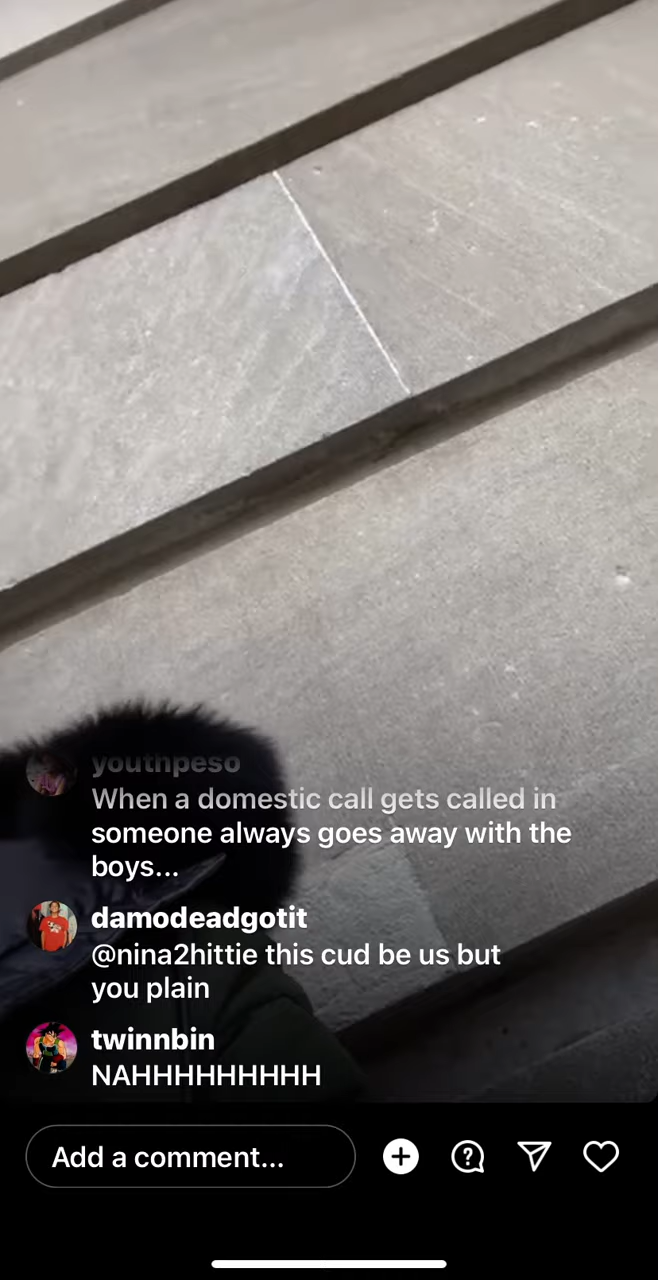 youthpeso
When a domestic call gets called in
someone always goes away with the
boys...
damodeadgotit
@nina2hittie this cud be us but
you plain
twinnbin
NAHHHHHHHHHH
Add a comment...